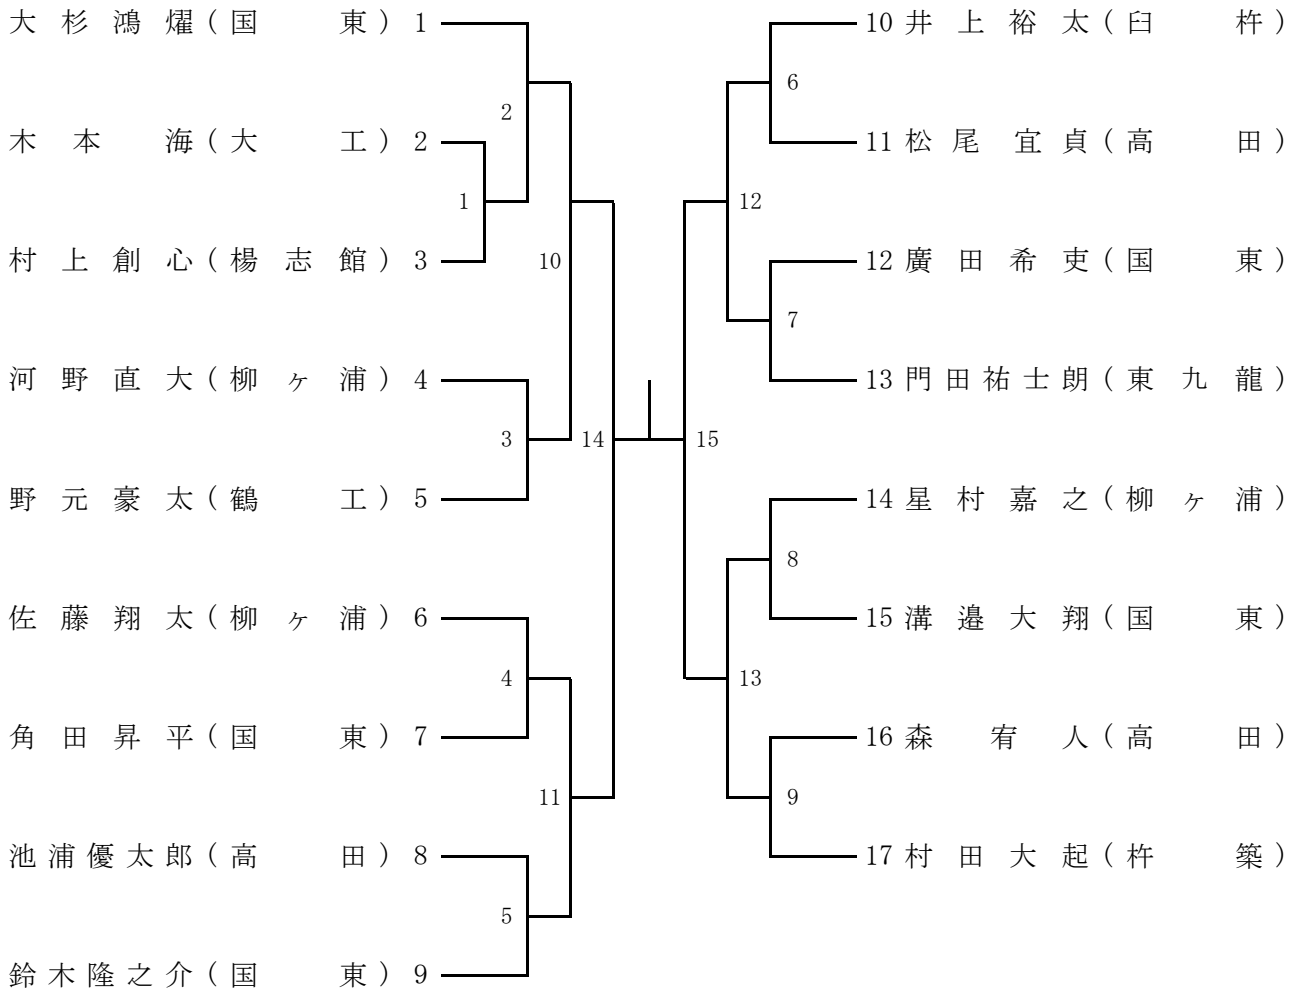 大杉鴻燿(国東) 1
2
木本海(大工) 2
1
村上創心(楊志館) 3
10
河野直大(柳ヶ浦) 4
3
14
野元豪太(鶴工) 5
佐藤翔太(柳ヶ浦) 6
4
角田昇平(国東) 7
11
池浦優太郎(高田) 8
5
鈴木隆之介(国東) 9
10 井上裕太(臼杵)
6
11 松尾宜貞(高田)
12
12 廣田希吏(国東)
7
13 門田祐士朗(東九龍)
15
14 星村嘉之(柳ヶ浦)
8
15 溝邉大翔(国東)
13
16 森宥人(高田)
9
17 村田大起(杵築)